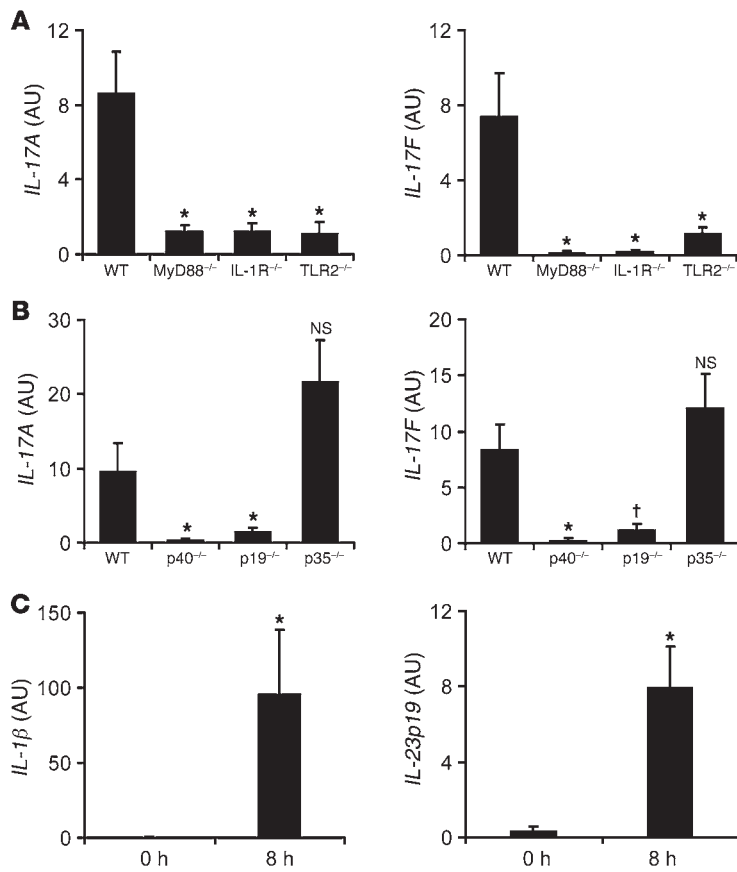 A
IL-17A (AU)
12
8
4
0
*
*
*
WT
MyD88–/–
IL-1R–/–
TLR2–/–
IL-17F (AU)
12
8
4
0
*
*
*
WT
MyD88–/–
IL-1R–/–
TLR2–/–
B
IL-17A (AU)
30
20
10
0
*
*
NS
WT
p40–/–
p19–/–
p35–/–
IL-17F (AU)
20
15
10
5
0
*
†
NS
WT
p40–/–
p19–/–
p35–/–
C
IL-1β (AU)
150
100
50
0
*
0 h
8 h
IL-23p19 (AU)
12
8
4
0
*
0 h
8 h